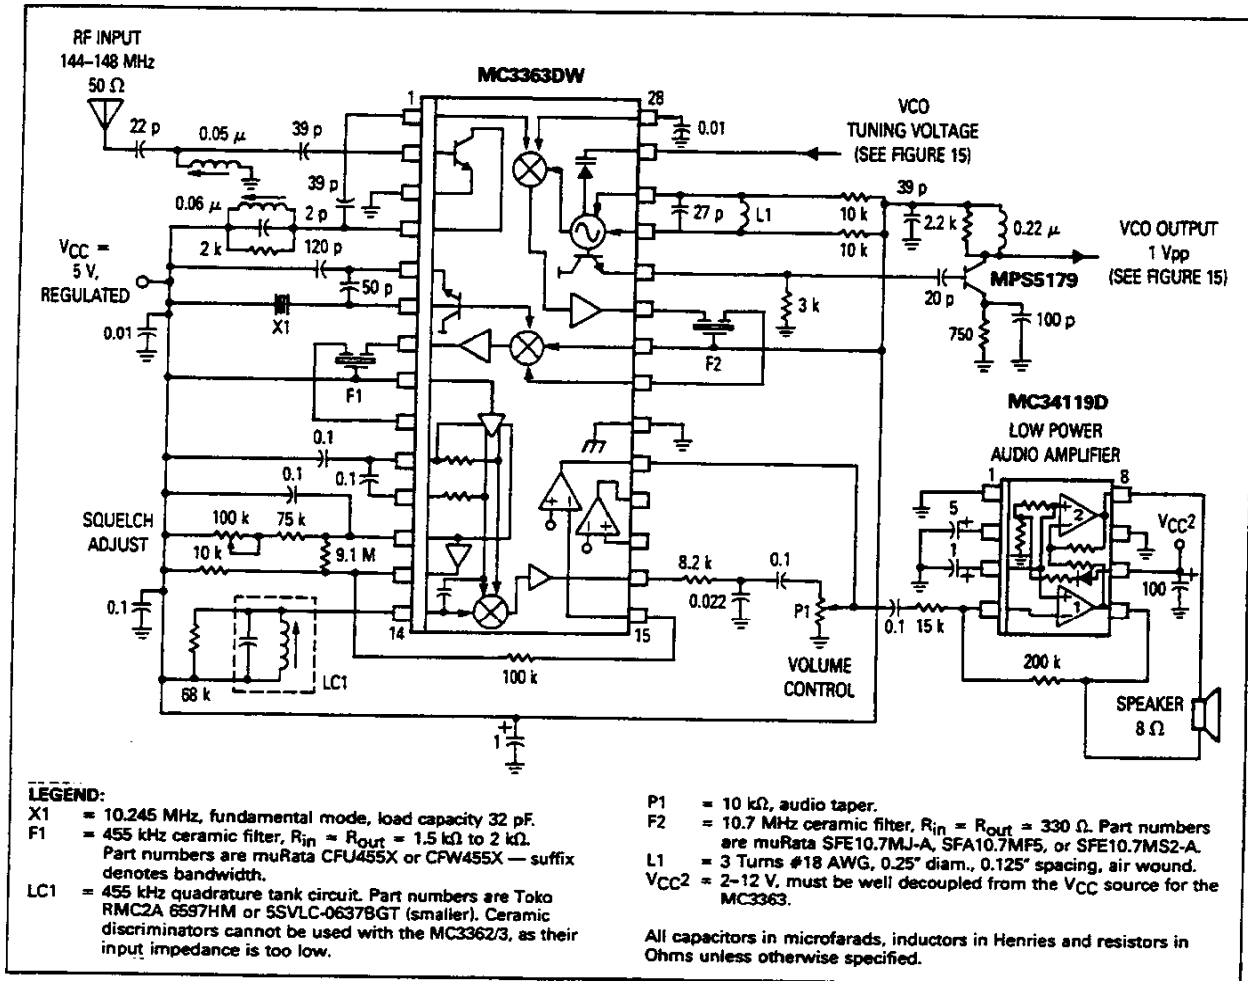 RF INPUT
144–148 MHz
50 Ω
22 p
0.05 µ
39 p
39 p
0.06 µ
2 p
2 k
120 p
VCC =
5 V,
REGULATED
50 p
X1
0.01
F1
0.1
0.1
0.1
SQUELCH
ADJUST
100 k
75 k
10 k
9.1 M
0.1
68 k
LC1
MC3363DW
1
28
14
15
0.01
VCO
TUNING VOLTAGE
(SEE FIGURE 15)
27 p
L1
10 k
10 k
39 p
2.2 k
0.22 µ
VCO OUTPUT
1 Vpp
(SEE FIGURE 15)
MPS5179
20 p
3 k
750
100 p
F2
MC34119D
LOW POWER
AUDIO AMPLIFIER
1
8
5
1
2
1
VCC2
100
8.2 k
0.1
0.022
P1
0.1
15 k
VOLUME
CONTROL
200 k
100 k
SPEAKER
8 Ω
1
LEGEND:
X1 = 10.245 MHz, fundamental mode, load capacity 32 pF.
F1 = 455 kHz ceramic filter, Rin = Rout = 1.5 kΩ to 2 kΩ.
Part numbers are muRata CFU455X or CFW455X — suffix
denotes bandwidth.
LC1 = 455 kHz quadrature tank circuit. Part numbers are Toko
RMC2A 6597HM or 5SVLC-0637BGT (smaller). Ceramic
discriminators cannot be used with the MC3362/3, as their
input impedance is too low.
P1 = 10 kΩ, audio taper.
F2 = 10.7 MHz ceramic filter, Rin = Rout = 330 Ω. Part numbers
are muRata SFE10.7MJ-A, SFA10.7MF5, or SFE10.7MS2-A.
L1 = 3 Turns #18 AWG, 0.25" diam., 0.125" spacing, air wound.
VCC2 = 2–12 V, must be well decoupled from the VCC source for the
MC3363.
All capacitors in microfarads, inductors in Henries and resistors in
Ohms unless otherwise specified.